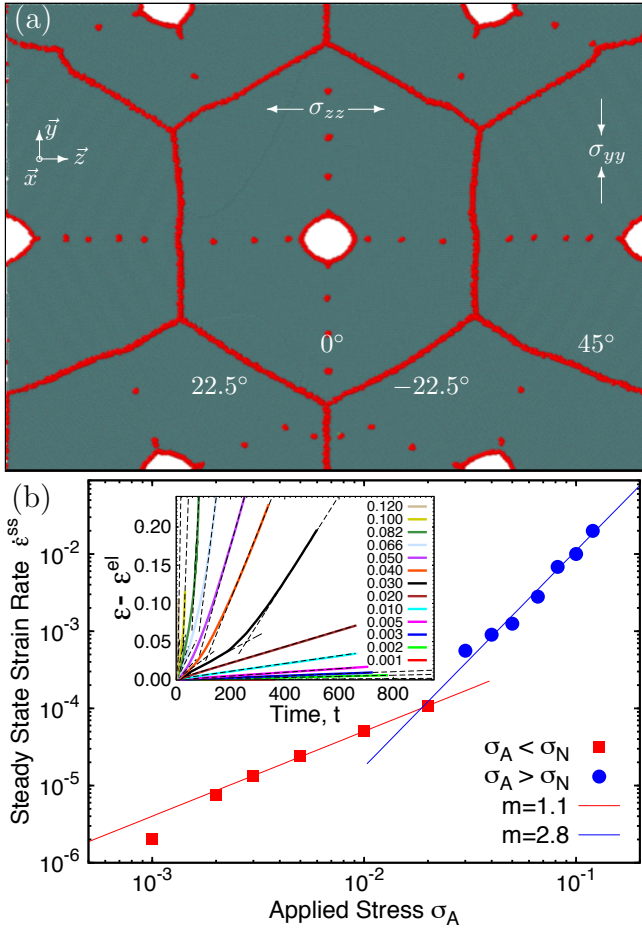 (a)
σzz
y⃗
z⃗
x⃗
σyy
0°
45°
22.5°
−22.5°
(b)
Steady State Strain Rate ε̇ss
10-2
10-3
10-4
10-5
10-6
ε- εel
0.20
0.15
0.10
0.05
0.00
0.120
0.100
0.082
0.066
0.050
0.040
0.030
0.020
0.010
0.005
0.003
0.002
0.001
0 200 400 600 800
Time, t
σA < σN
σA > σN
m=1.1
m=2.8
10-3 10-2 10-1
Applied Stress σA